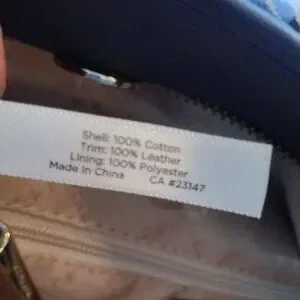 Shell: 100% Cotton
Trim: 100% Leather
Lining: 100% Polyester
Made In China CA #23147